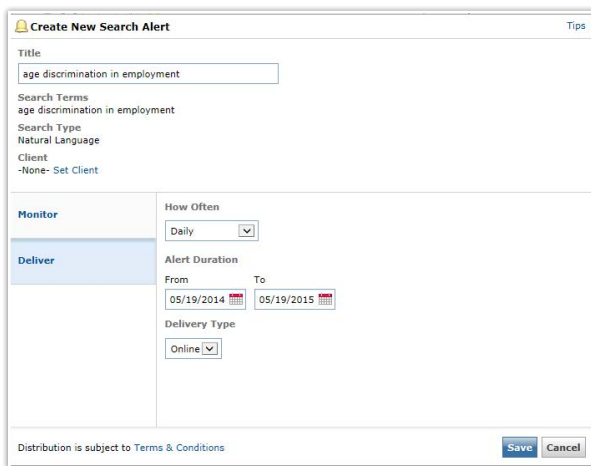 Create New Search Alert Tips
Title
age discrimination in employment
Search Terms
age discrimination in employment
Search Type
Natural Language
Client
-None- Set Client
Monitor
Deliver
How Often
Daily
Alert Duration
From To
05/19/2014 05/19/2015
Delivery Type
Online
Distribution is subject to Terms & Conditions
Save Cancel